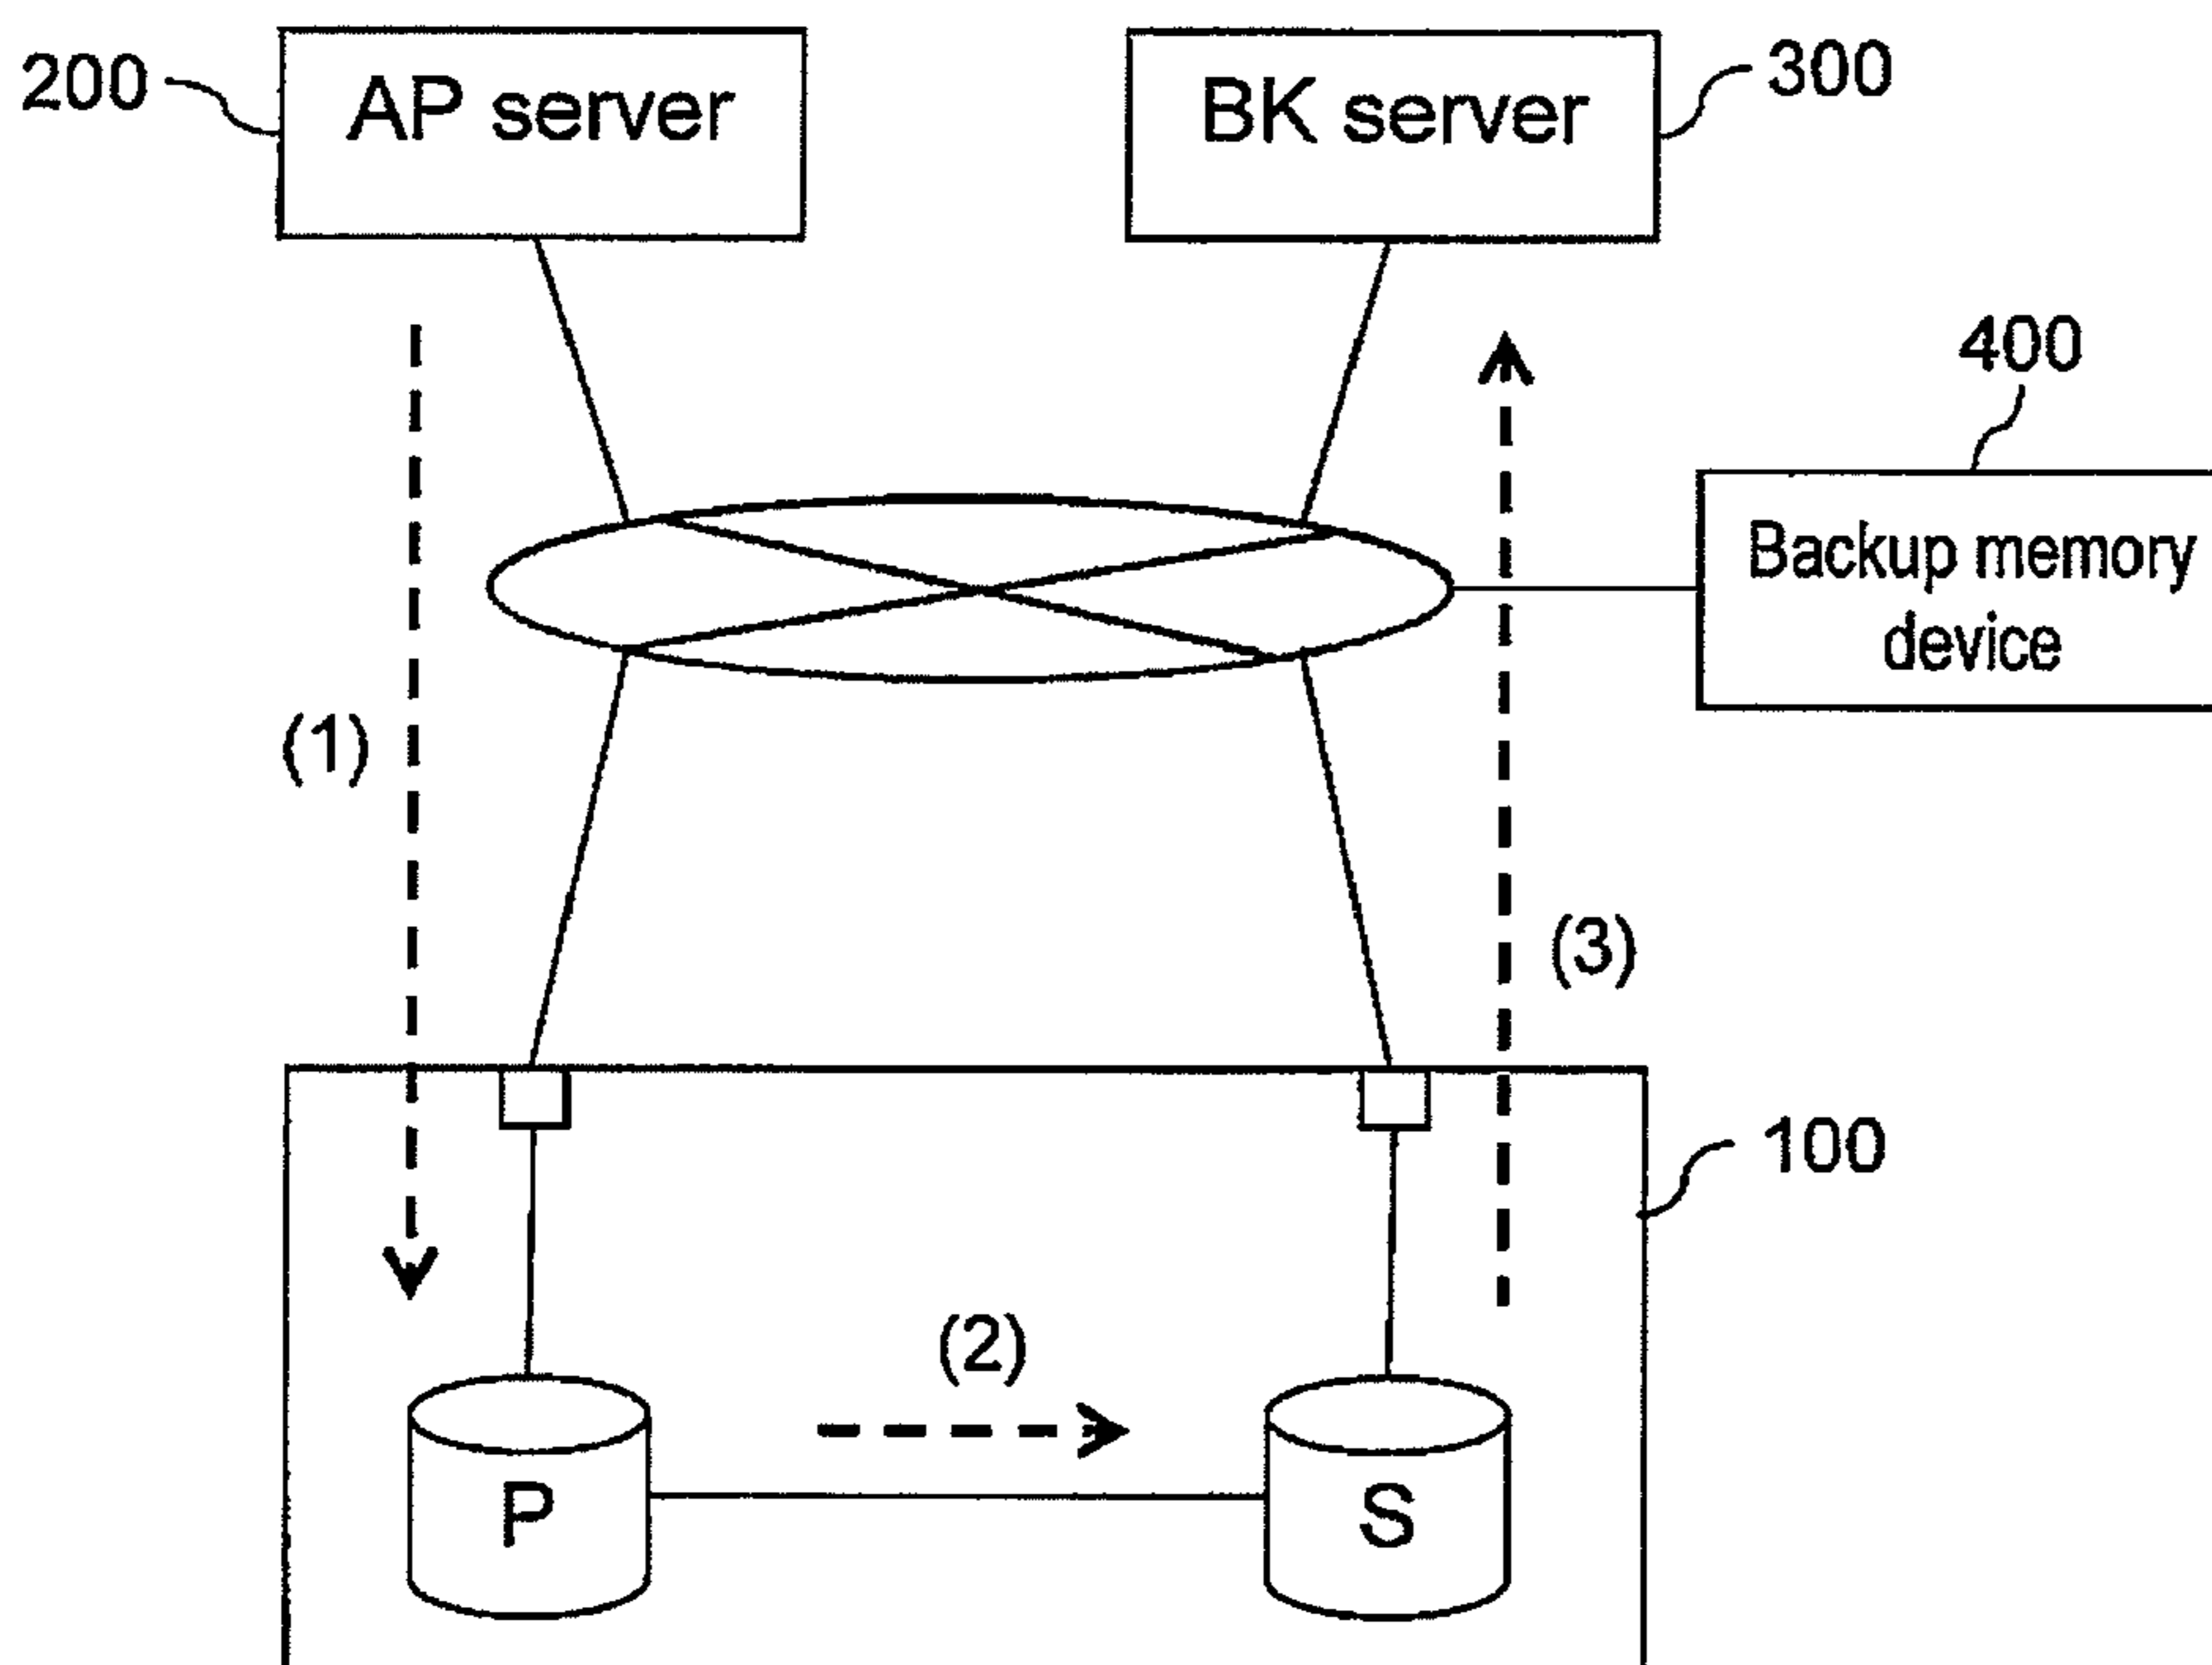 200
AP server
BK server
300
400
Backup memory
device
(1)
(3)
100
(2)
P
S